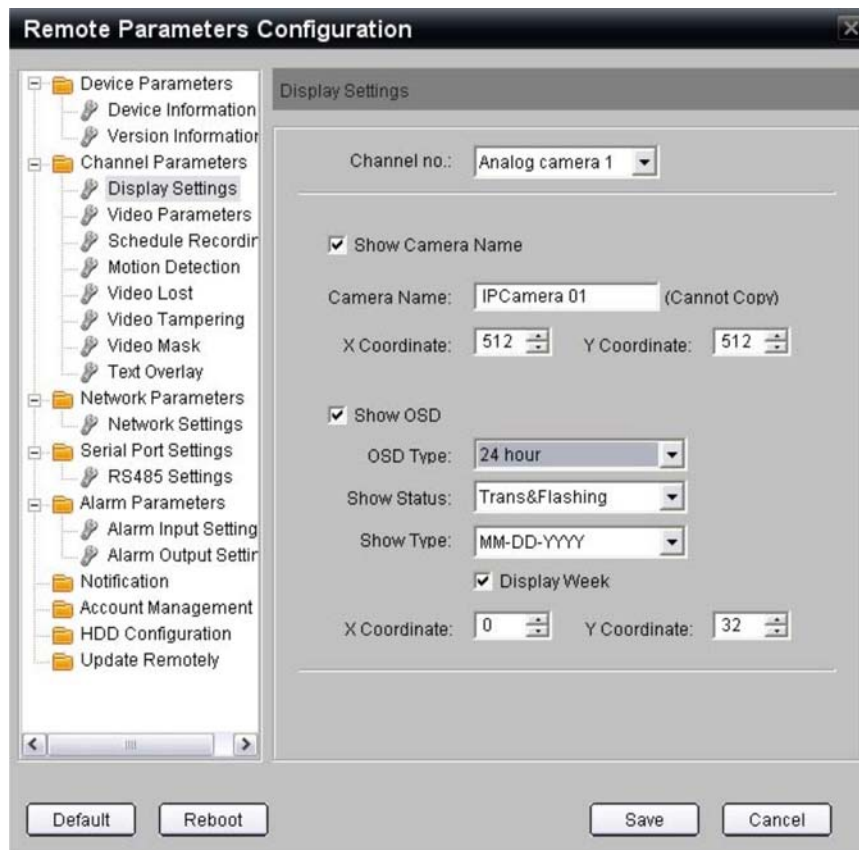 Remote Parameters Configuration
Device Parameters
Device Information
Version Information
Channel Parameters
Display Settings
Video Parameters
Schedule Recordin
Motion Detection
Video Lost
Video Tampering
Video Mask
Text Overlay
Network Parameters
Network Settings
Serial Port Settings
RS485 Settings
Alarm Parameters
Alarm Input Setting
Alarm Output Settin
Notification
Account Management
HDD Configuration
Update Remotely
Display Settings
Channel no.: Analog camera 1
Show Camera Name
Camera Name: IPCamera 01 (Cannot Copy)
X Coordinate: 512 Y Coordinate: 512
Show OSD
OSD Type: 24 hour
Show Status: Trans&Flashing
Show Type: MM-DD-YYYY
Display Week
X Coordinate: 0 Y Coordinate: 32
Default Reboot Save Cancel